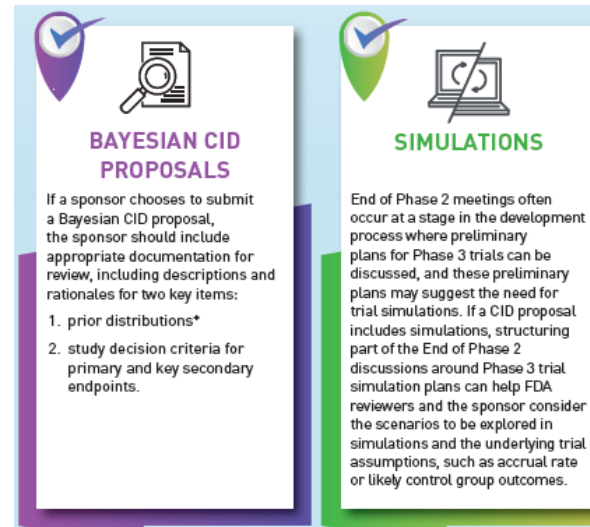 BAYESIAN CID
PROPOSALS
If a sponsor chooses to submit
a Bayesian CID proposal,
the sponsor should include
appropriate documentation for
review, including descriptions and
rationales for two key items:
1. prior distributions*
2. study decision criteria for
primary and key secondary
endpoints.
SIMULATIONS
End of Phase 2 meetings often
occur at a stage in the development
process where preliminary
plans for Phase 3 trials can be
discussed, and these preliminary
plans may suggest the need for
trial simulations. If a CID proposal
includes simulations, structuring
part of the End of Phase 2
discussions around Phase 3 trial
simulation plans can help FDA
reviewers and the sponsor consider
the scenarios to be explored in
simulations and the underlying trial
assumptions, such as accrual rate
or likely control group outcomes.